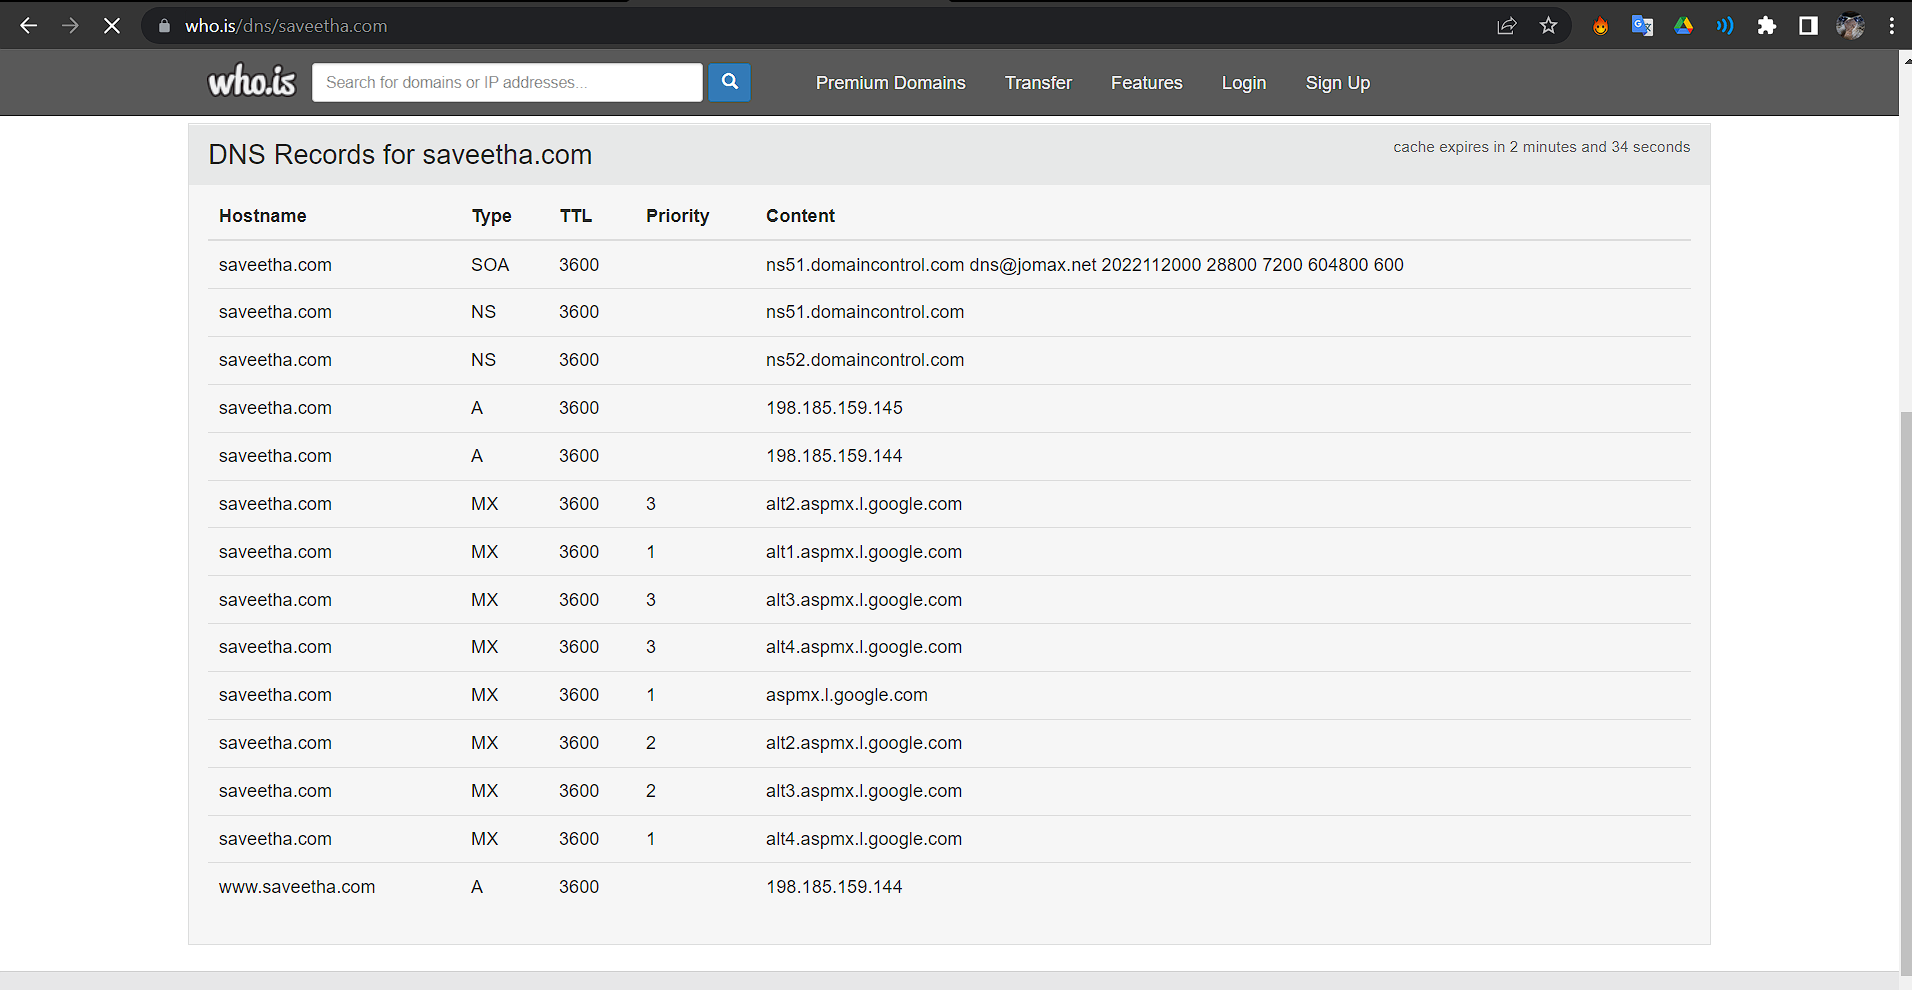 who.is/dns/saveetha.com
who.is Search for domains or IP addresses... Premium Domains Transfer Features Login Sign Up
DNS Records for saveetha.com cache expires in 2 minutes and 34 seconds
Hostname Type TTL Priority Content
saveetha.com SOA 3600 ns51.domaincontrol.com dns@jomax.net 2022112000 28800 7200 604800 600
saveetha.com NS 3600 ns51.domaincontrol.com
saveetha.com NS 3600 ns52.domaincontrol.com
saveetha.com A 3600 198.185.159.145
saveetha.com A 3600 198.185.159.144
saveetha.com MX 3600 3 alt2.aspmx.l.google.com
saveetha.com MX 3600 1 alt1.aspmx.l.google.com
saveetha.com MX 3600 3 alt3.aspmx.l.google.com
saveetha.com MX 3600 3 alt4.aspmx.l.google.com
saveetha.com MX 3600 1 aspmx.l.google.com
saveetha.com MX 3600 2 alt2.aspmx.l.google.com
saveetha.com MX 3600 2 alt3.aspmx.l.google.com
saveetha.com MX 3600 1 alt4.aspmx.l.google.com
www.saveetha.com A 3600 198.185.159.144